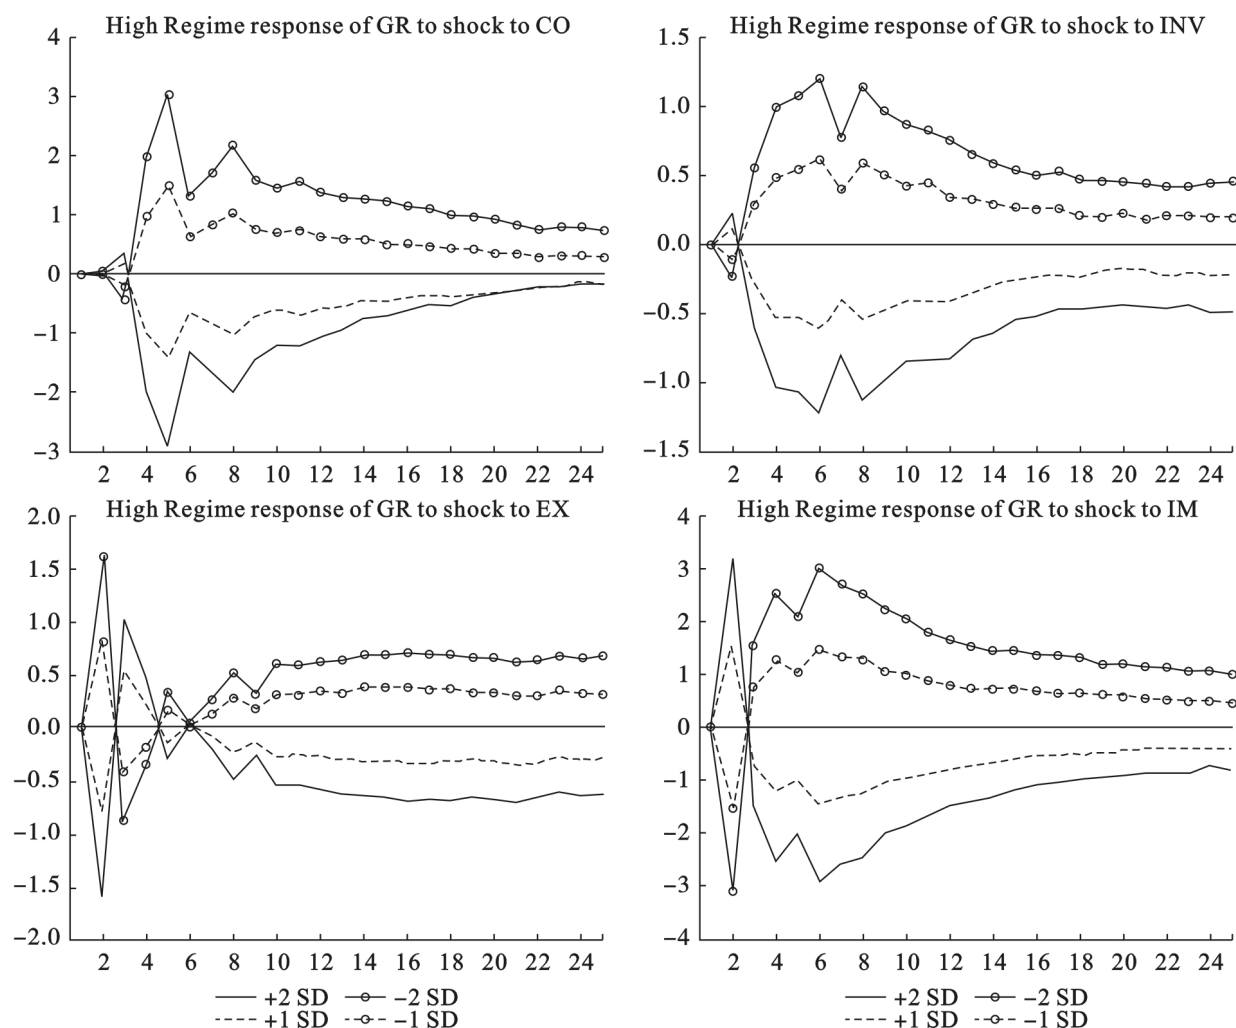 High Regime response of GR to shock to CO
4
3
2
1
0
−1
−2
−3
2 4 6 8 10 12 14 16 18 20 22 24
High Regime response of GR to shock to INV
1.5
1.0
0.5
0.0
−0.5
−1.0
−1.5
2 4 6 8 10 12 14 16 18 20 22 24
High Regime response of GR to shock to EX
2.0
1.5
1.0
0.5
0.0
−0.5
−1.0
−1.5
−2.0
2 4 6 8 10 12 14 16 18 20 22 24
+2 SD −2 SD
+1 SD −1 SD
High Regime response of GR to shock to IM
4
3
2
1
0
−1
−2
−3
−4
2 4 6 8 10 12 14 16 18 20 22 24
+2 SD −2 SD
+1 SD −1 SD